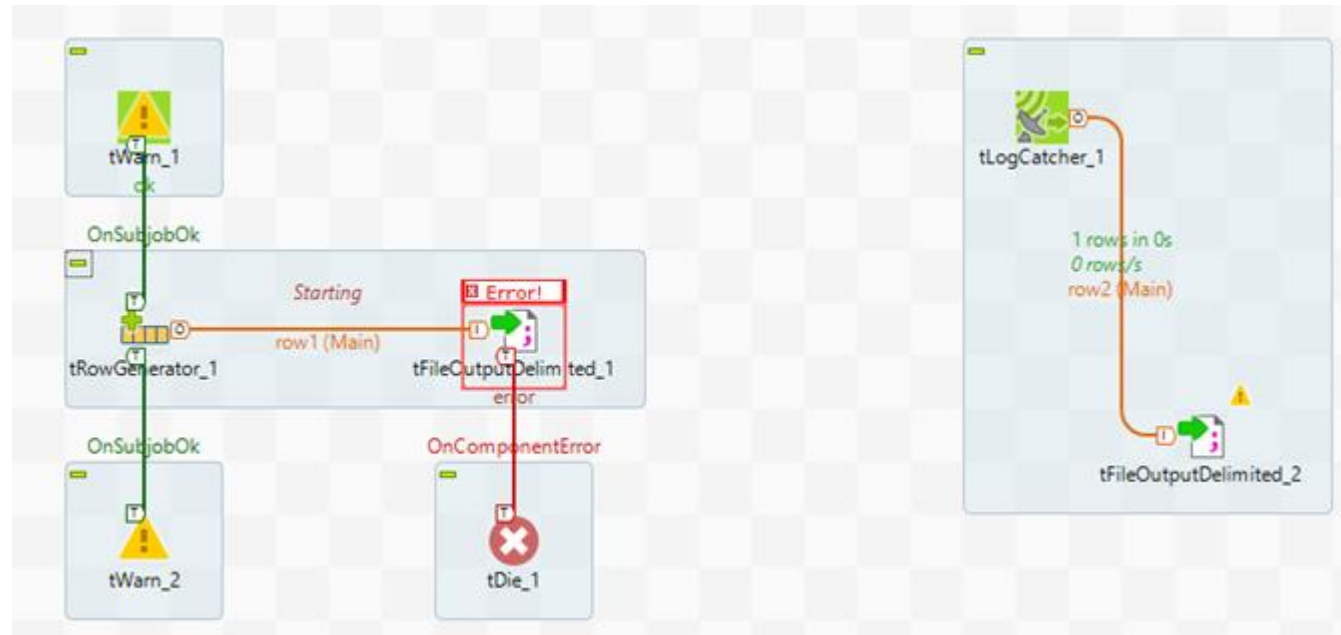 tWarn_1
ok
OnSubjobOk
Starting
Error!
row1 (Main)
tRowGenerator_1
tFileOutputDelimited_1
error
OnSubjobOk
OnComponentError
tWarn_2
tDie_1
tLogCatcher_1
1 rows in 0s
0 rows/s
row2 (Main)
tFileOutputDelimited_2